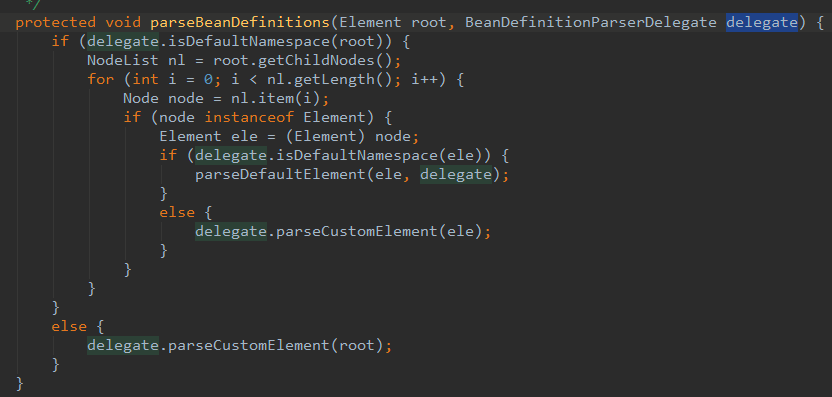 */
protected void parseBeanDefinitions(Element root, BeanDefinitionParserDelegate delegate) {
if (delegate.isDefaultNamespace(root)) {
NodeList nl = root.getChildNodes();
for (int i = 0; i < nl.getLength(); i++) {
Node node = nl.item(i);
if (node instanceof Element) {
Element ele = (Element) node;
if (delegate.isDefaultNamespace(ele)) {
parseDefaultElement(ele, delegate);
}
else {
delegate.parseCustomElement(ele);
}
}
}
}
else {
delegate.parseCustomElement(root);
}
}